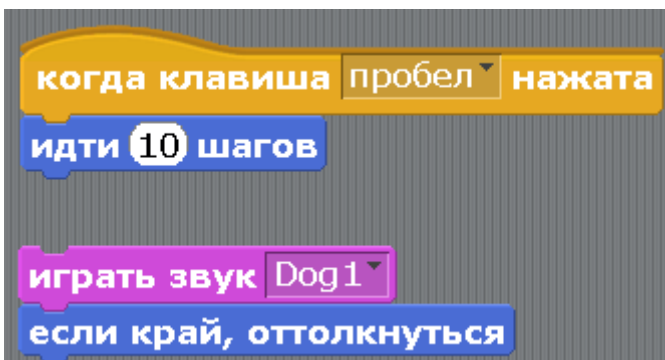 когда клавиша пробел нажата
идти 10 шагов
играть звук Dog1
если край, оттолкнуться